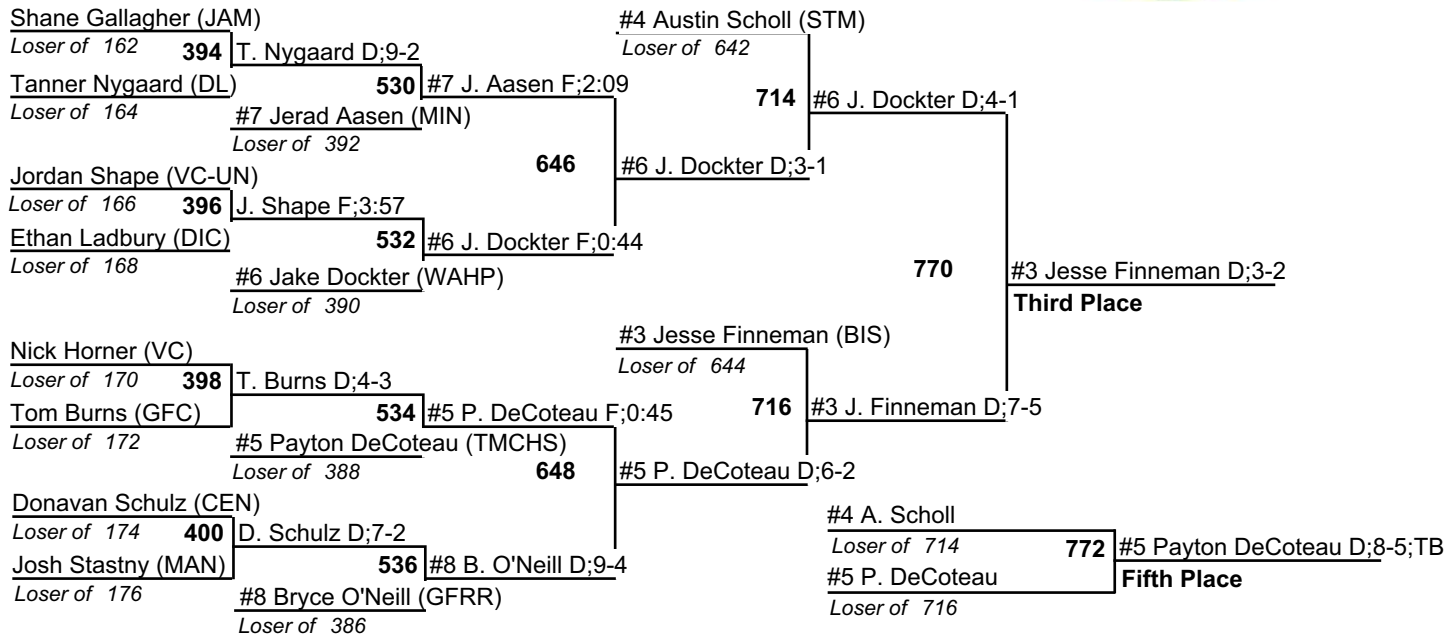 Shane Gallagher (JAM)
Loser of 162
394
T. Nygaard D;9-2
Tanner Nygaard (DL)
Loser of 164
530
#7 J. Aasen F;2:09
#7 Jerad Aasen (MIN)
Loser of 392
646
#6 J. Dockter D;3-1
Jordan Shape (VC-UN)
Loser of 166
396
J. Shape F;3:57
Ethan Ladbury (DIC)
Loser of 168
532
#6 J. Dockter F;0:44
#6 Jake Dockter (WAHP)
Loser of 390
Nick Horner (VC)
Loser of 170
398
T. Burns D;4-3
Tom Burns (GFC)
Loser of 172
534
#5 P. DeCoteau F;0:45
#5 Payton DeCoteau (TMCHS)
Loser of 388
648
#5 P. DeCoteau D;6-2
Donavan Schulz (CEN)
Loser of 174
400
D. Schulz D;7-2
Josh Stastny (MAN)
Loser of 176
536
#8 B. O'Neill D;9-4
#8 Bryce O'Neill (GFRR)
Loser of 386
#4 Austin Scholl (STM)
Loser of 642
714
#6 J. Dockter D;4-1
770
#3 Jesse Finneman D;3-2
Third Place
#3 Jesse Finneman (BIS)
Loser of 644
716
#3 J. Finneman D;7-5
#4 A. Scholl
Loser of 714
772
#5 Payton DeCoteau D;8-5;TB
#5 P. DeCoteau
Fifth Place
Loser of 716